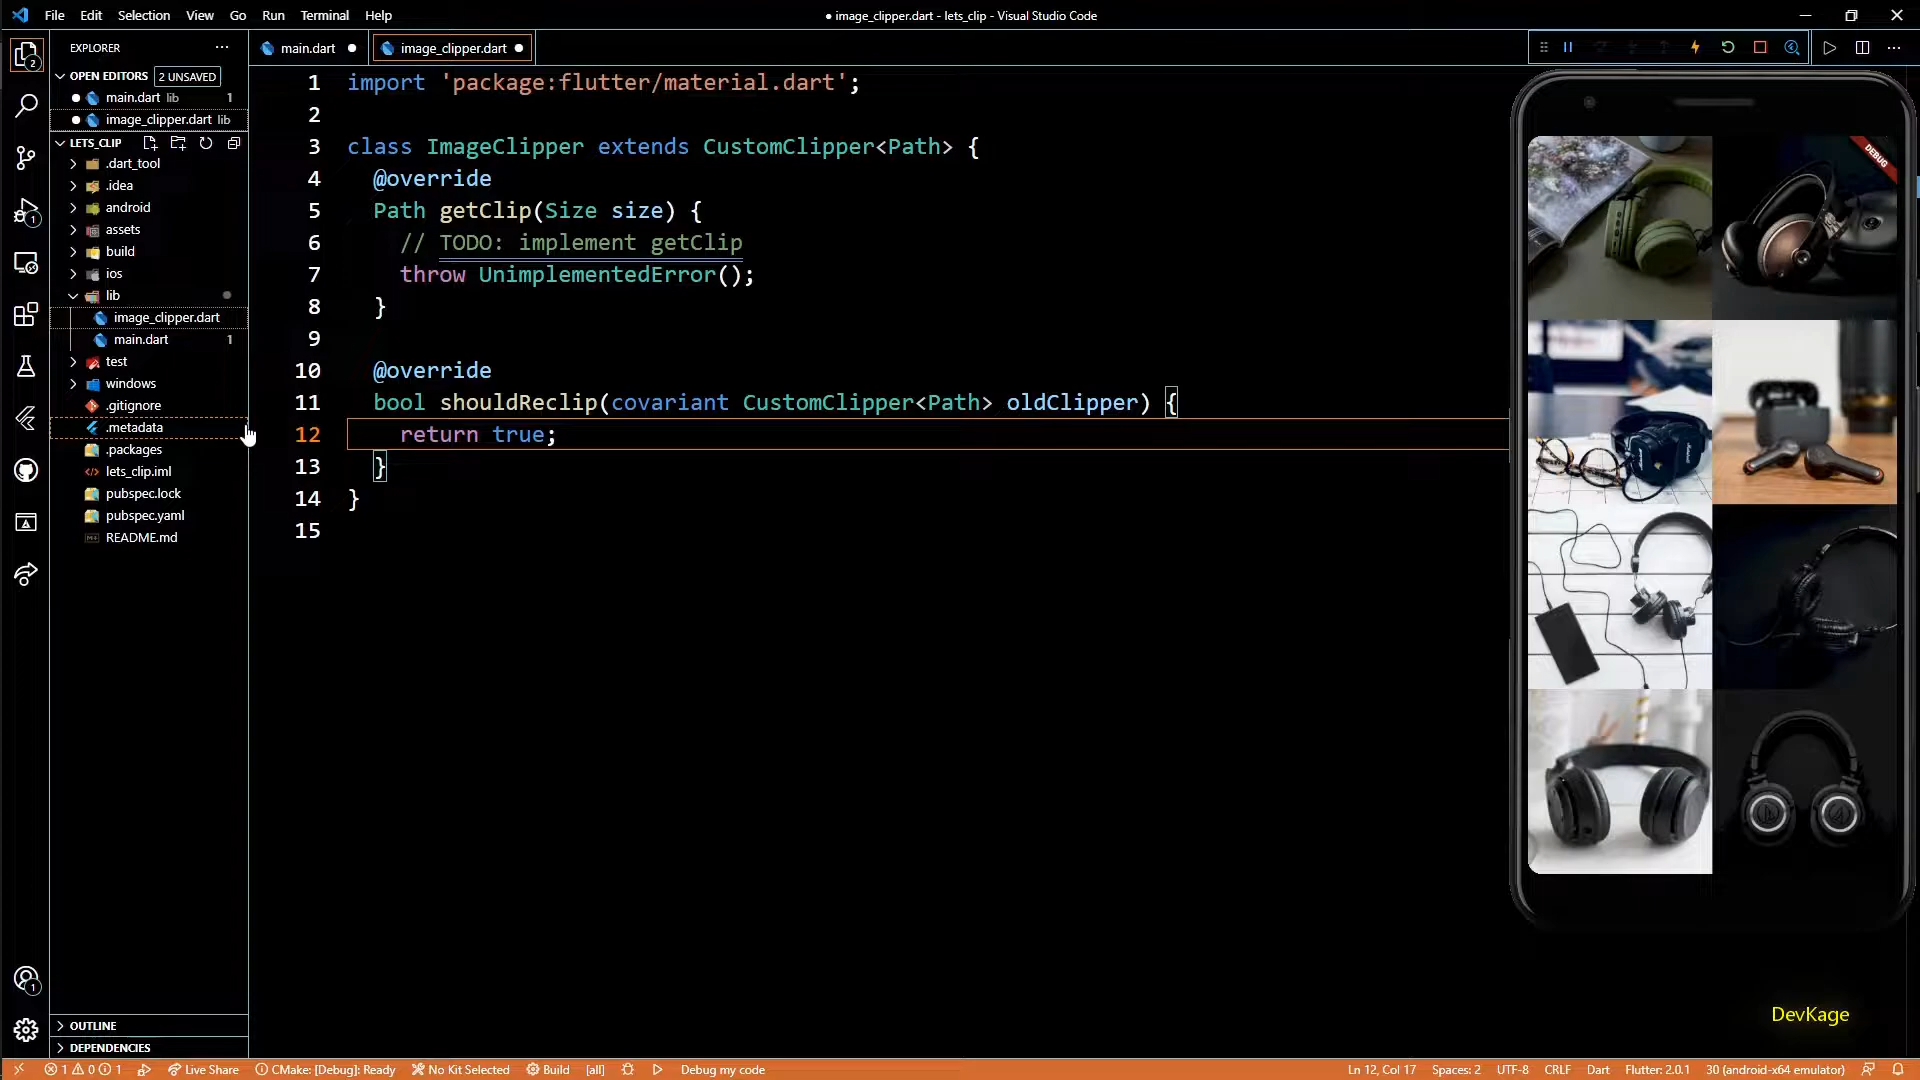 File Edit Selection View Go Run Terminal Help
● image_clipper.dart - lets_clip - Visual Studio Code
EXPLORER
main.dart
image_clipper.dart
OPEN EDITORS 2 UNSAVED
main.dart lib 1
image_clipper.dart lib
LETS_CLIP
.dart_tool
.idea
android
assets
build
ios
lib
image_clipper.dart
main.dart 1
test
windows
.gitignore
.metadata
.packages
lets_clip.iml
pubspec.lock
pubspec.yaml
README.md
OUTLINE
DEPENDENCIES
2
1
1
1 import 'package:flutter/material.dart';
2
3 class ImageClipper extends CustomClipper<Path> {
4 @override
5 Path getClip(Size size) {
6 // TODO: implement getClip
7 throw UnimplementedError();
8 }
9
10 @override
11 bool shouldReclip(covariant CustomClipper<Path> oldClipper) {
12 return true;
13 }
14 }
15
DEBUG
DevKage
1 0 1 Live Share CMake: [Debug]: Ready No Kit Selected Build [all] Debug my code
Ln 12, Col 17 Spaces: 2 UTF-8 CRLF Dart Flutter: 2.0.1 30 (android-x64 emulator)